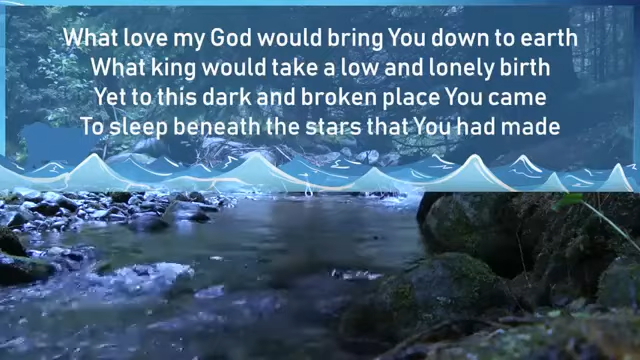 What love my God would bring You down to earth
What king would take a low and lonely birth
Yet to this dark and broken place You came
To sleep beneath the stars that You had made